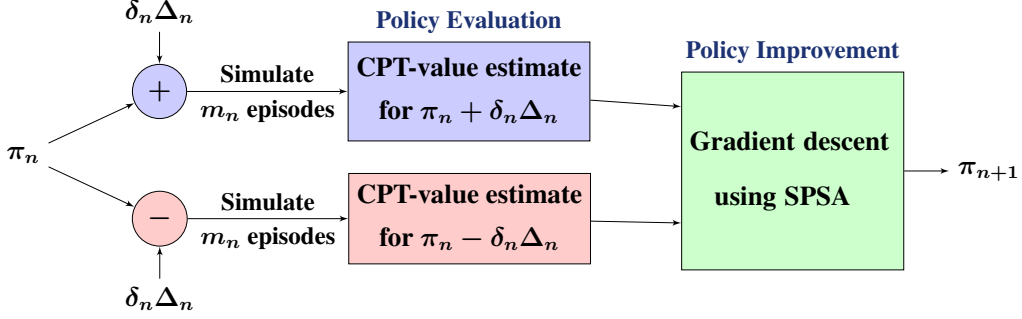 δₙΔₙ
Policy Evaluation
+
Simulate
mₙ episodes
CPT-value estimate
for πₙ + δₙΔₙ
Policy Improvement
πₙ
Gradient descent
using SPSA
πₙ₊₁
−
Simulate
mₙ episodes
CPT-value estimate
for πₙ − δₙΔₙ
δₙΔₙ